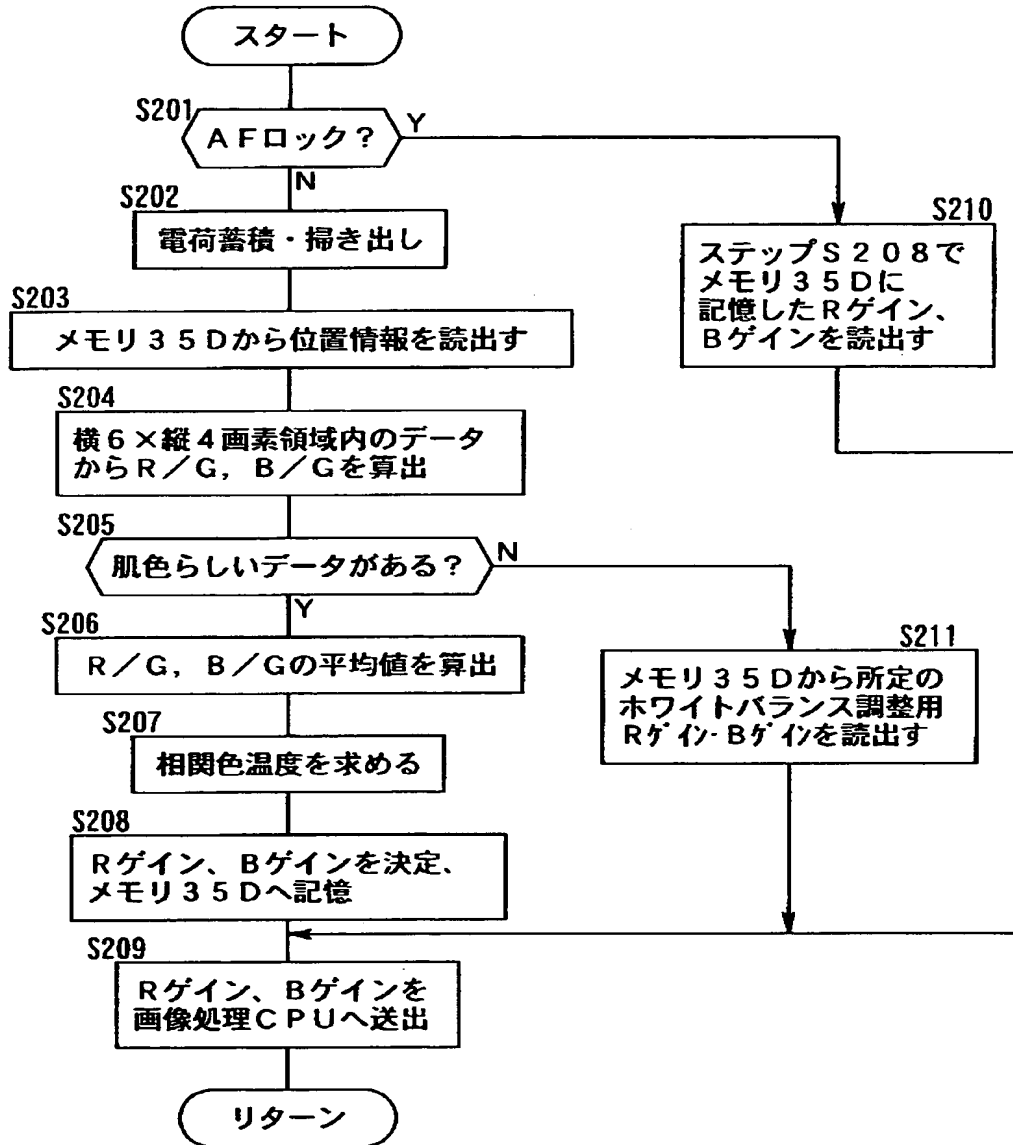 スタート
S201
AFロック?
Y
N
S202
電荷蓄積・掃き出し
S203
メモリ35Dから位置情報を読出す
S204
横6×縦4画素領域内のデータ
からR/G,B/Gを算出
S205
肌色らしいデータがある?
N
Y
S206
R/G,B/Gの平均値を算出
S207
相関色温度を求める
S208
Rゲイン、Bゲインを決定、
メモリ35Dへ記憶
S209
Rゲイン、Bゲインを
画像処理CPUへ送出
リターン
S210
ステップS208で
メモリ35Dに
記憶したRゲイン、
Bゲインを読出す
S211
メモリ35Dから所定の
ホワイトバランス調整用
Rゲイン・Bゲインを読出す